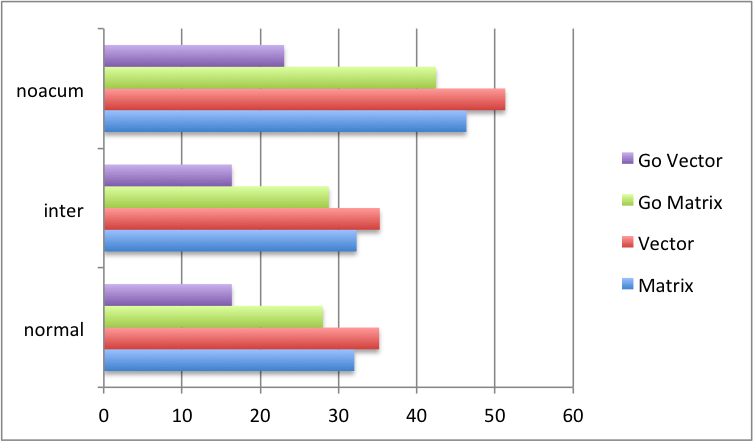 noacum
inter
normal
0 10 20 30 40 50 60
Go Vector
Go Matrix
Vector
Matrix